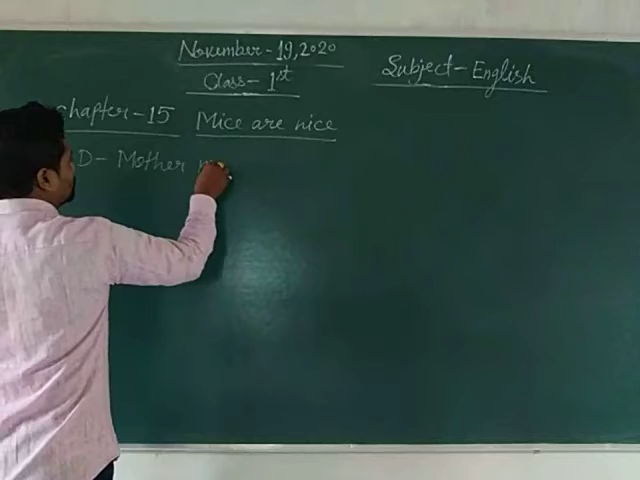 November-19,2020
Class-1st
Subject-English
Chapter-15 Mice are nice
D- Mother